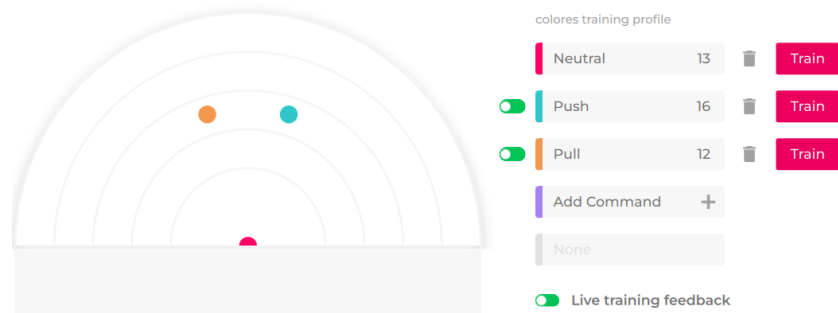 colores training profile
Neutral 13 Train
Push 16 Train
Pull 12 Train
Add Command +
None
Live training feedback